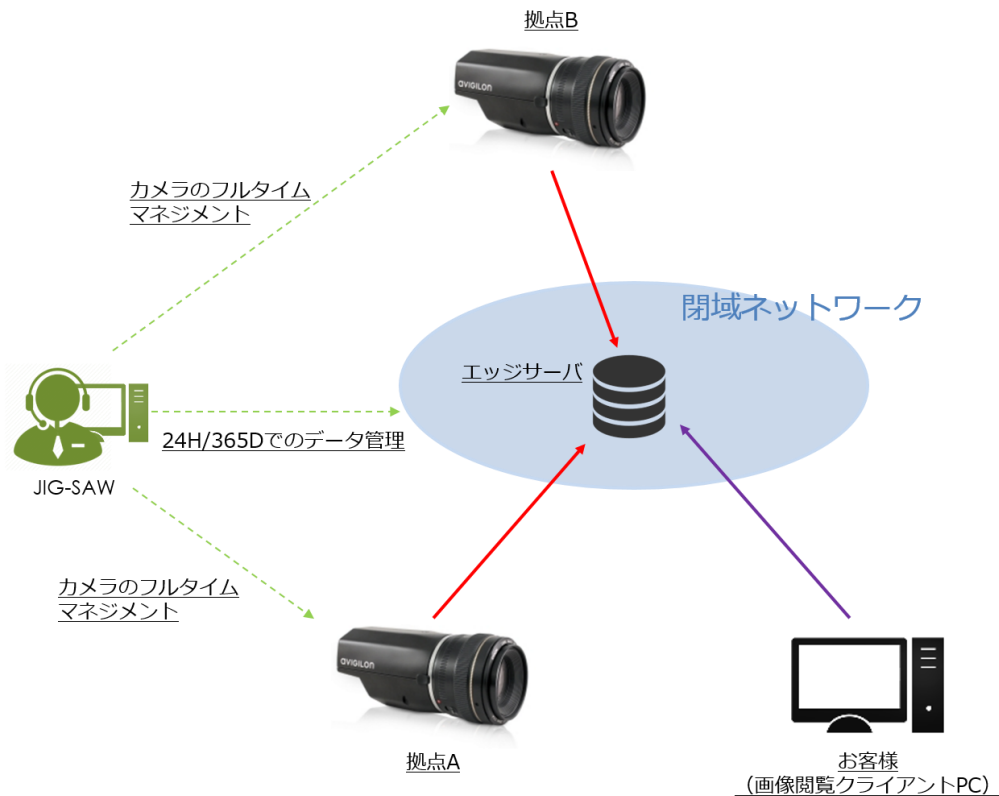 拠点B
AVIGILON
カメラのフルタイム
マネジメント
閉域ネットワーク
エッジサーバ
24H/365Dでのデータ管理
JIG-SAW
カメラのフルタイム
マネジメント
AVIGILON
拠点A
お客様
（画像閲覧クライアントPC）